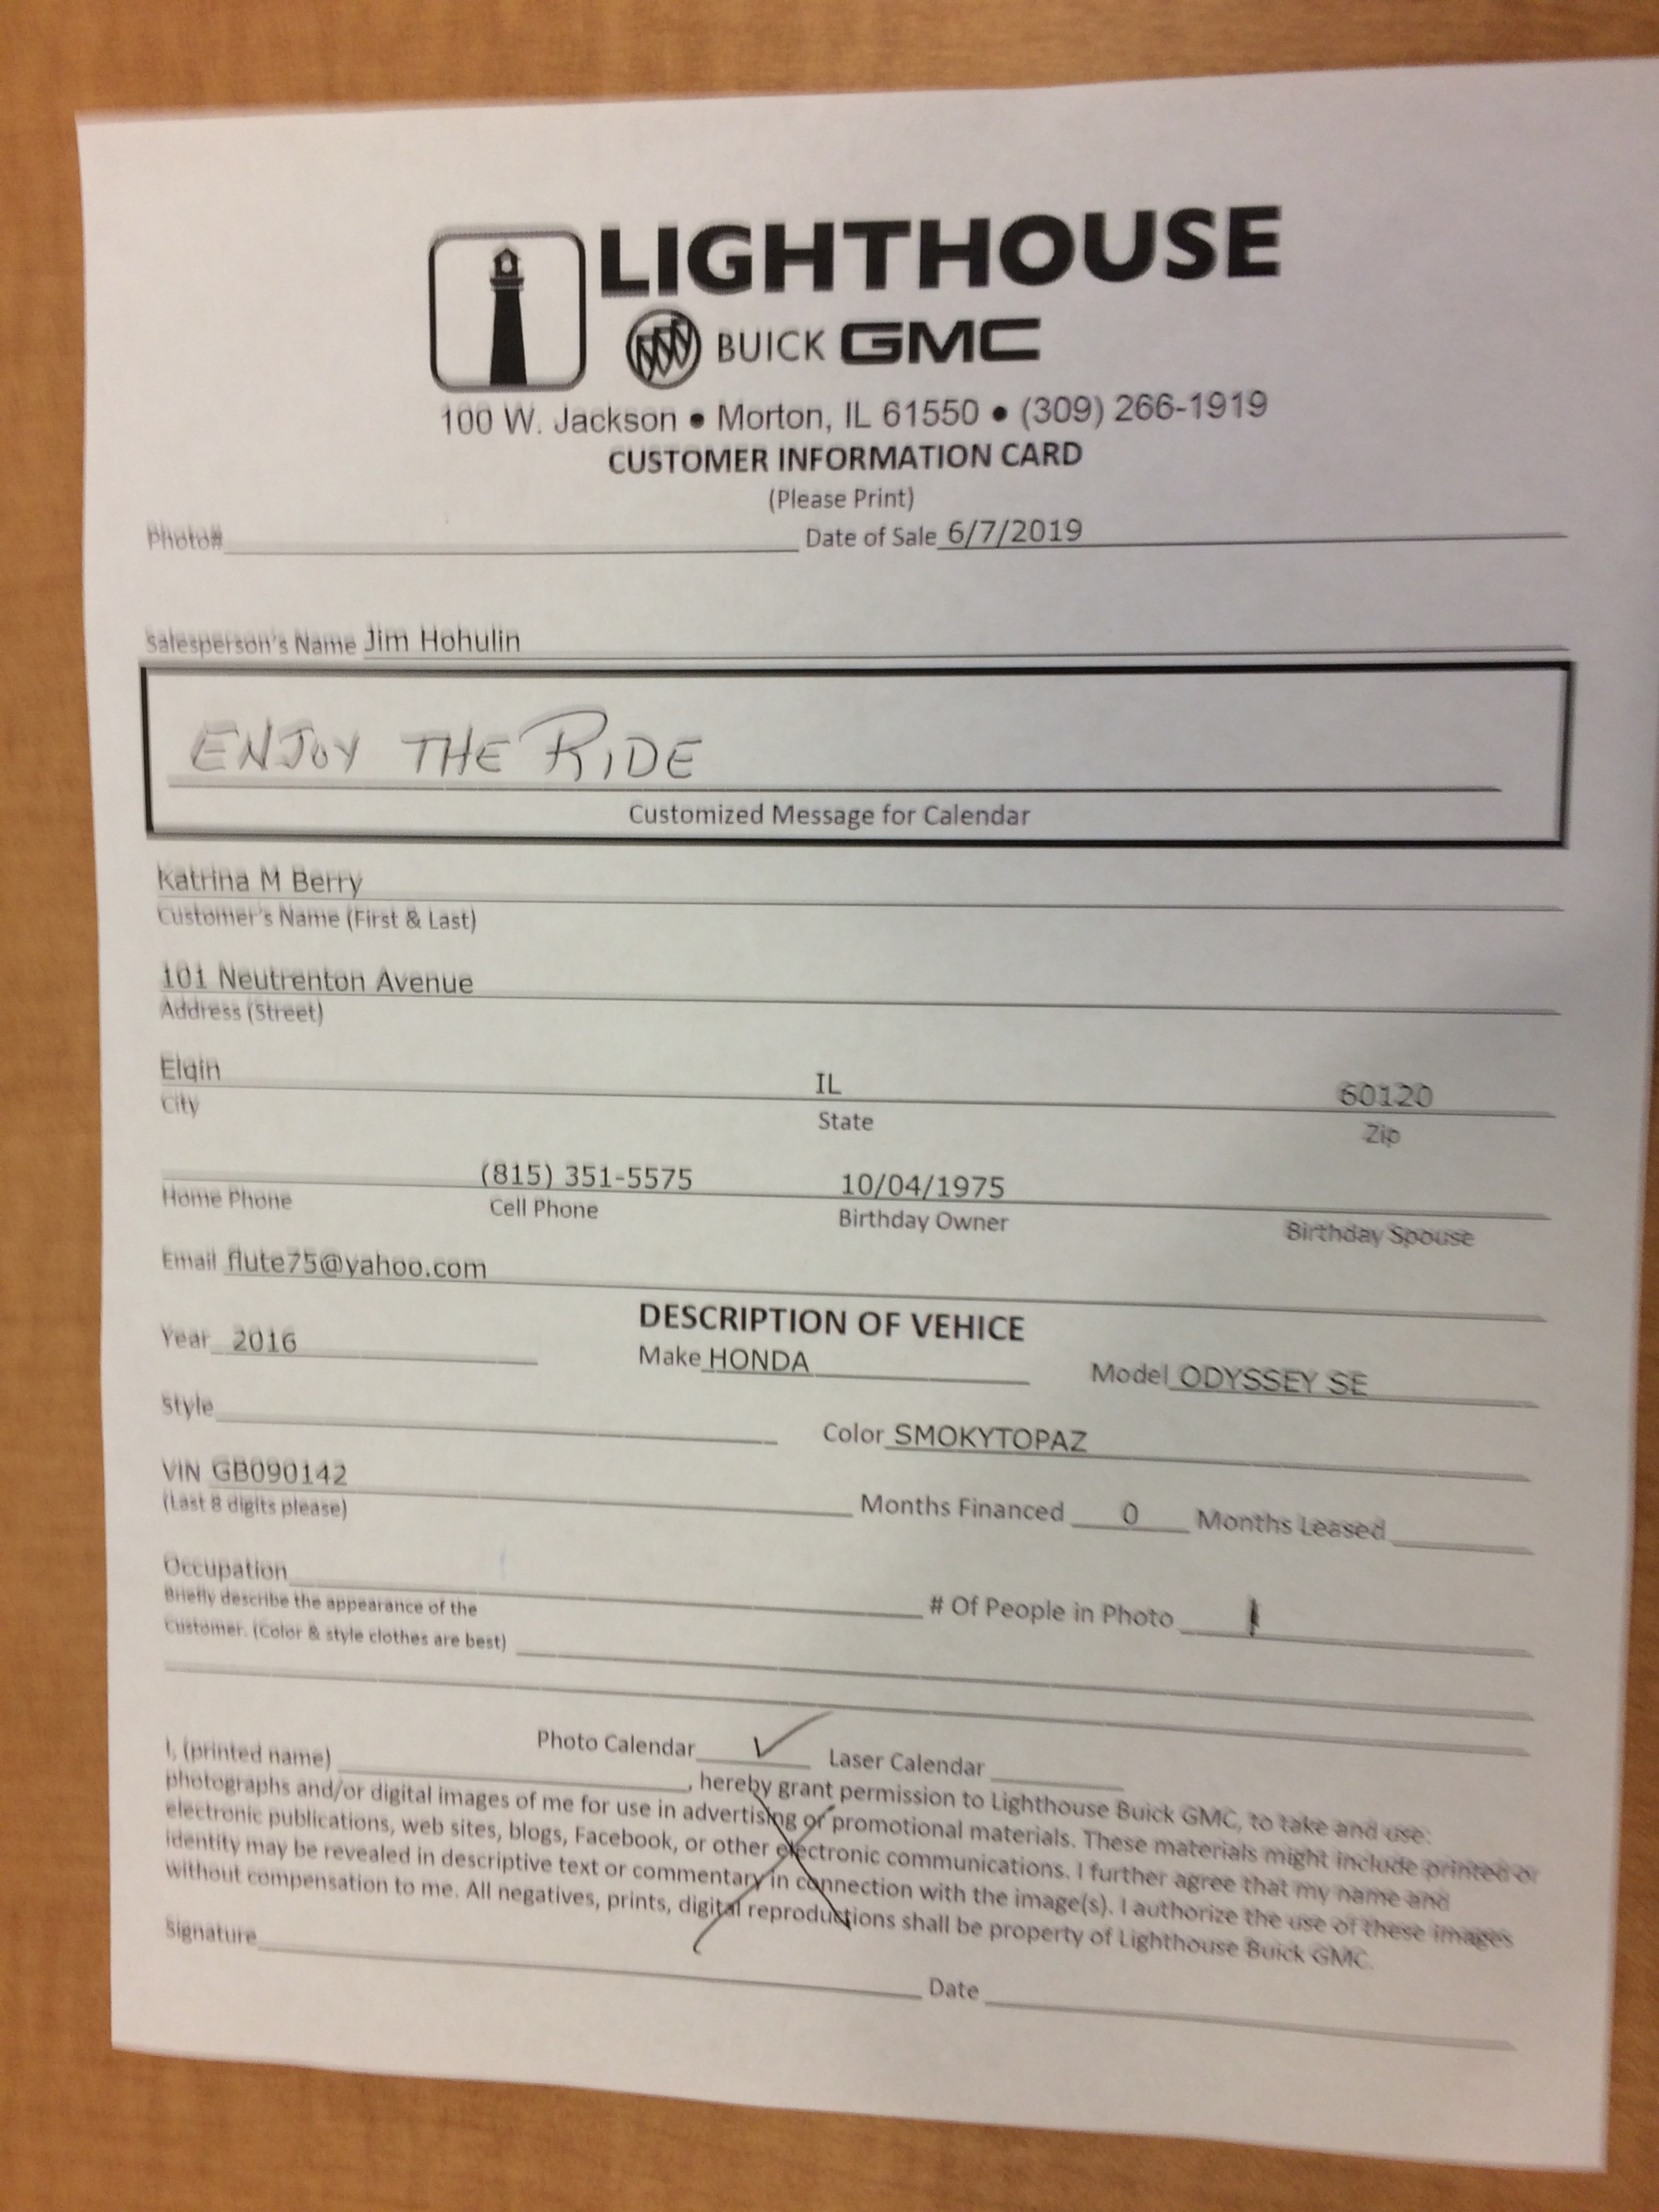 LIGHTHOUSE
BUICK GMC
100 W. Jackson • Morton, IL 61550 • (309) 266-1919
CUSTOMER INFORMATION CARD
(Please Print)
Photo# Date of Sale 6/7/2019
Salesperson's Name Jim Hohulin
ENJOY THE RIDE
Customized Message for Calendar
Katrina M Berry
Customer's Name (First & Last)
101 Neutrenton Avenue
Address (Street)
Elgin IL 60120
City State Zip
(815) 351-5575 10/04/1975
Home Phone Cell Phone Birthday Owner Birthday Spouse
Email flute75@yahoo.com
DESCRIPTION OF VEHICE
Year 2016 Make HONDA Model ODYSSEY SE
Style Color SMOKYTOPAZ
VIN GB090142
(Last 8 digits please) Months Financed 0 Months Leased
Occupation # Of People in Photo 1
Briefly describe the appearance of the
Customer. (Color & style clothes are best)
Photo Calendar ✓ Laser Calendar
I, (printed name) , hereby grant permission to Lighthouse Buick GMC, to take and use:
photographs and/or digital images of me for use in advertising or promotional materials. These materials might include printed or
electronic publications, web sites, blogs, Facebook, or other electronic communications. I further agree that my name and
identity may be revealed in descriptive text or commentary in connection with the image(s). I authorize the use of these images
without compensation to me. All negatives, prints, digital reproductions shall be property of Lighthouse Buick GMC.
Signature Date